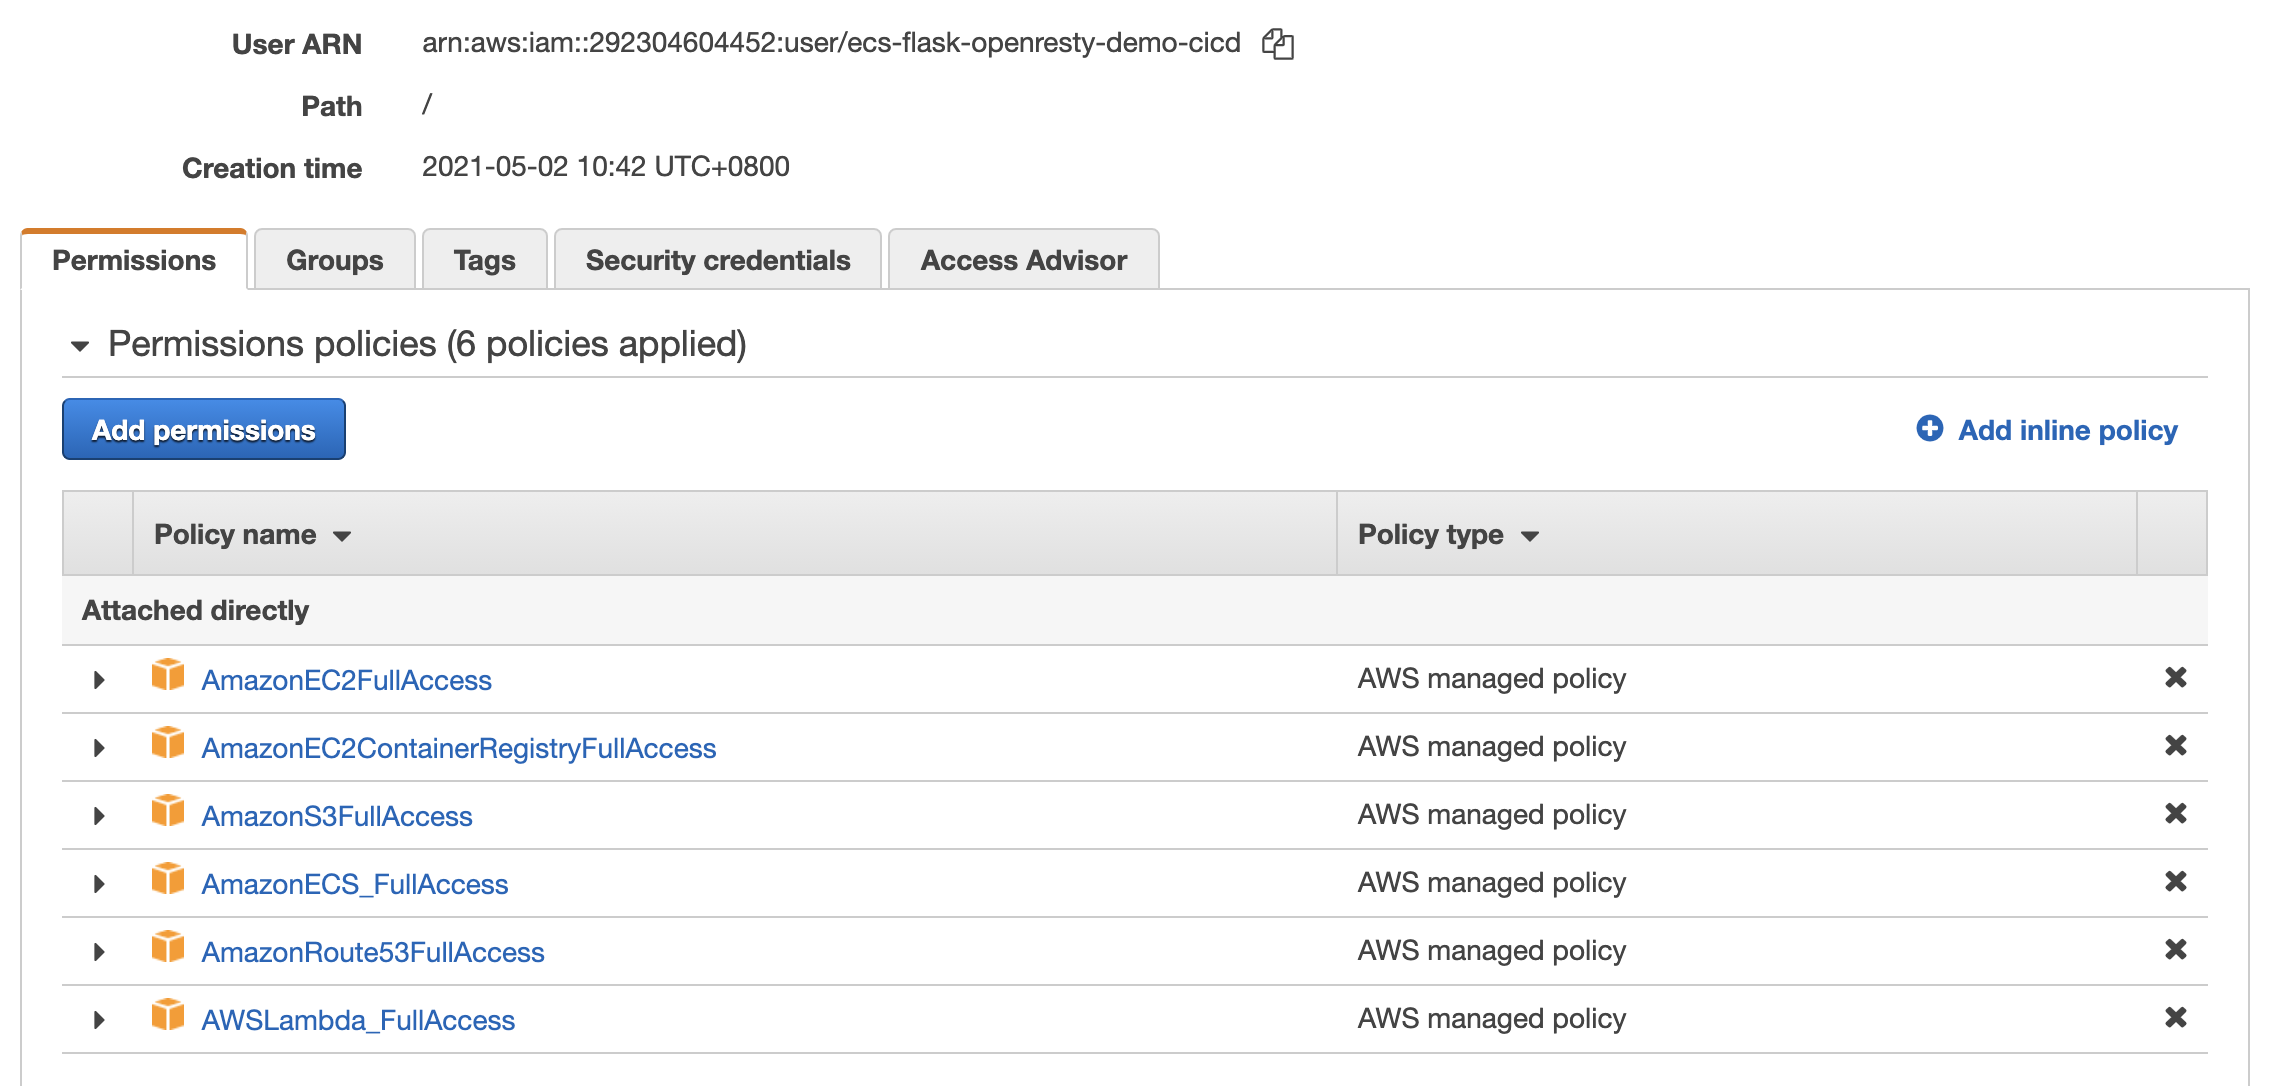 User ARN arn:aws:iam::292304604452:user/ecs-flask-openresty-demo-cicd
Path /
Creation time 2021-05-02 10:42 UTC+0800
Permissions Groups Tags Security credentials Access Advisor
Permissions policies (6 policies applied)
Add permissions Add inline policy
Policy name Policy type
Attached directly
AmazonEC2FullAccess AWS managed policy
AmazonEC2ContainerRegistryFullAccess AWS managed policy
AmazonS3FullAccess AWS managed policy
AmazonECS_FullAccess AWS managed policy
AmazonRoute53FullAccess AWS managed policy
AWSLambda_FullAccess AWS managed policy